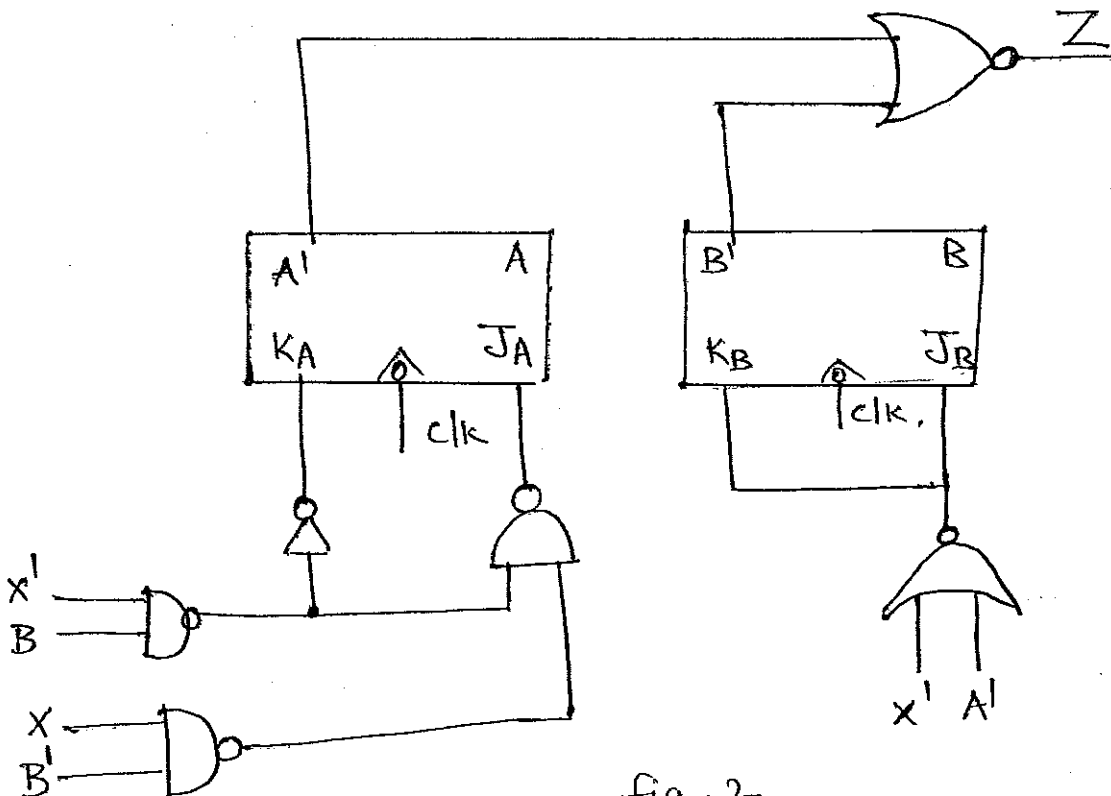 Z
A' A
B' B
KA JA
KB JB
clk
clk.
X'
B
X
B'
X' A'
fig. 2-